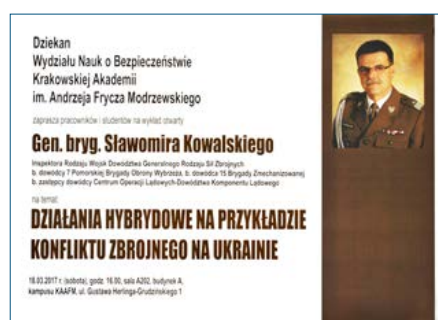 Dziekan
Wydziału Nauk o Bezpieczeństwie
Krakowskiej Akademii
im. Andrzeja Frycza Modrzewskiego
zaprasza pracowników i studentów na wykład otwarty
Gen. bryg. Sławomira Kowalskiego
Inspektora Rodzaju Wojsk Dowództwa Generalnego Rodzaju Sił Zbrojnych
b. dowódcy 7 Pomorskiej Brygady Obrony Wybrzeża, b. dowódca 15 Brygady Zmechanizowanej
b. zastępcy dowódcy Centrum Operacji Lądowych-Dowództwa Komponentu Lądowego
na temat:
DZIAŁANIA HYBRYDOWE NA PRZYKŁADZIE
KONFLIKTU ZBROJNEGO NA UKRAINIE
18.03.2017 r. (sobota), godz. 16.00, sala A202, budynek A,
kampusu KAAFM, ul. Gustawa Herlinga-Grudzińskiego 1